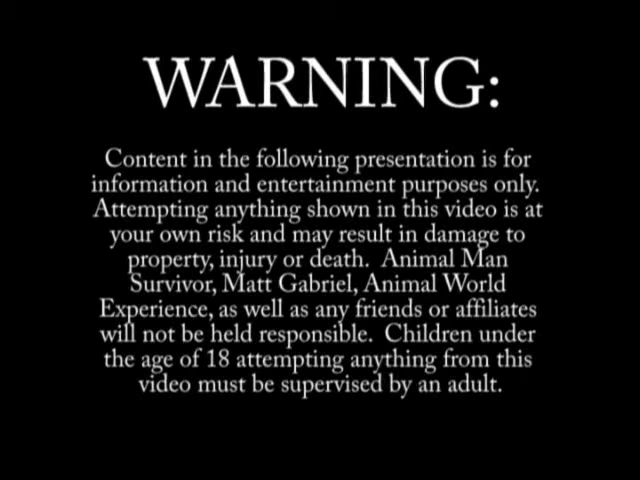 WARNING:
Content in the following presentation is for
information and entertainment purposes only.
Attempting anything shown in this video is at
your own risk and may result in damage to
property, injury or death.  Animal Man
Survivor, Matt Gabriel, Animal World
Experience, as well as any friends or affiliates
will not be held responsible.  Children under
the age of 18 attempting anything from this
video must be supervised by an adult.